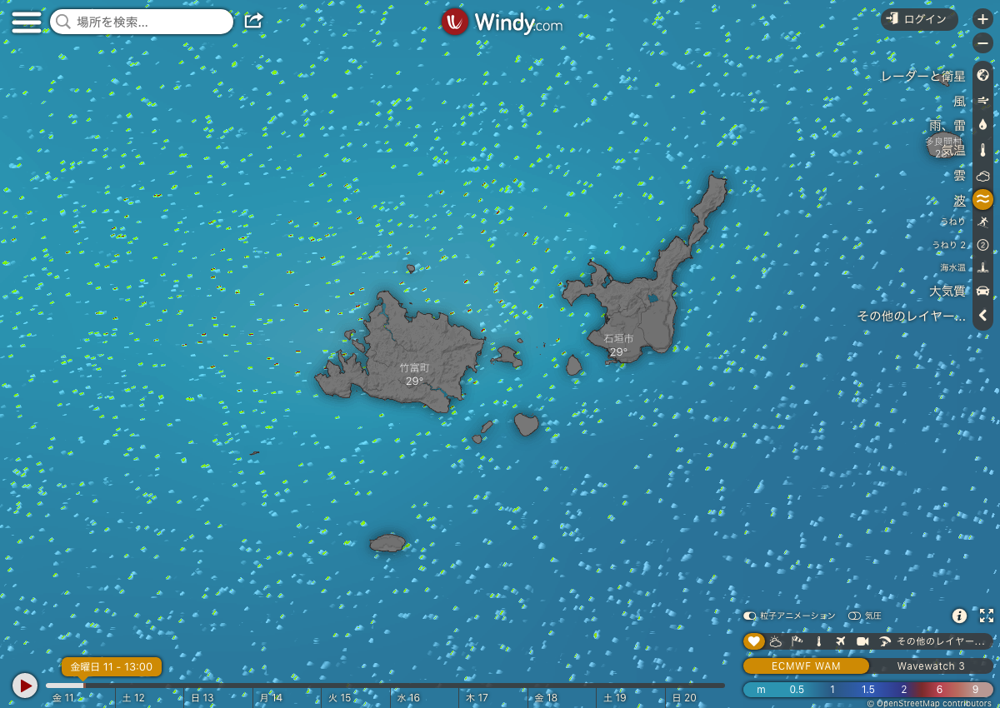 場所を検索...
Windy.com
ログイン
レーダーと衛星
風
雨、雷
多良間村
28°
気温
雲
波
うねり
うねり 2
海水温
大気質
その他のレイヤー...
石垣市
29°
竹富町
29°
粒子アニメーション
気圧
その他のレイヤー...
ECMWF WAM
Wavewatch 3
m 0.5 1 1.5 2 6 9
© OpenStreetMap contributors
金曜日 11 - 13:00
金 11 土 12 日 13 月 14 火 15 水 16 木 17 金 18 土 19 日 20